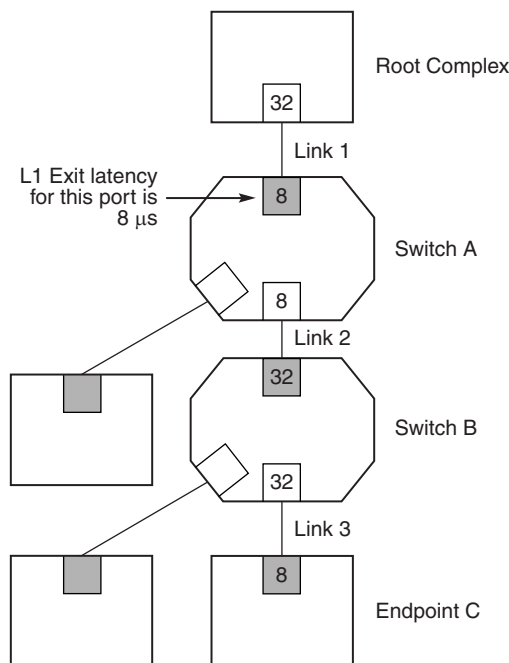 Root Complex
32
Link 1
L1 Exit latency
for this port is
8 μs
8
Switch A
8
Link 2
32
Switch B
32
Link 3
8
Endpoint C